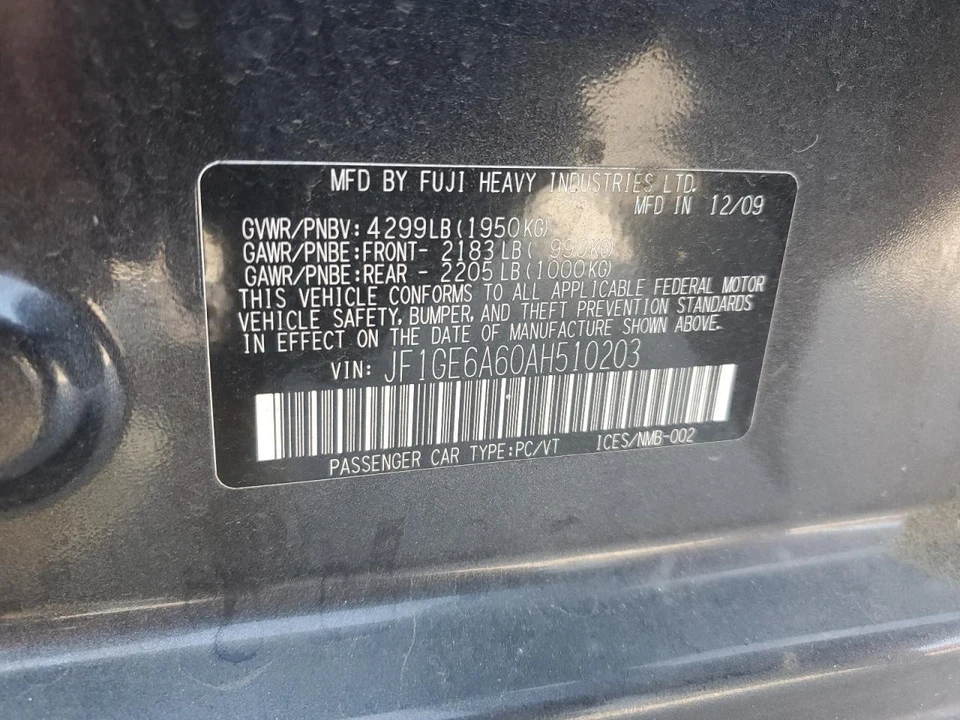 MFD BY FUJI HEAVY INDUSTRIES LTD.
MFD IN 12/09
GVWR/PNBV: 4299LB (1950KG)
GAWR/PNBE:FRONT- 2183 LB ( 990KG)
GAWR/PNBE:REAR - 2205 LB (1000KG)
THIS VEHICLE CONFORMS TO ALL APPLICABLE FEDERAL MOTOR
VEHICLE SAFETY, BUMPER, AND THEFT PREVENTION STANDARDS
IN EFFECT ON THE DATE OF MANUFACTURE SHOWN ABOVE.
VIN: JF1GE6A60AH510203
PASSENGER CAR TYPE:PC/VT ICES/NMB-002